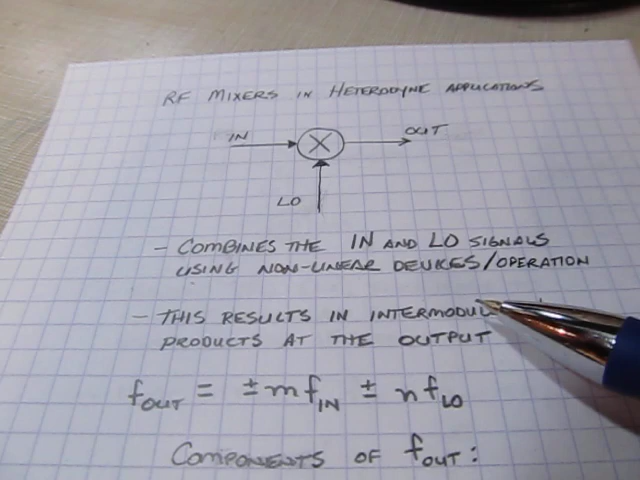 RF MIXERS IN HETERODYNE APPLICATIONS
IN
OUT
LO
- COMBINES THE IN AND LO SIGNALS
USING NON-LINEAR DEVICES/OPERATION
- THIS RESULTS IN
PRODUCTS AT THE OUTPUT
fOUT = ±mfIN ± nfLO
COMPONENTS OF fOUT: